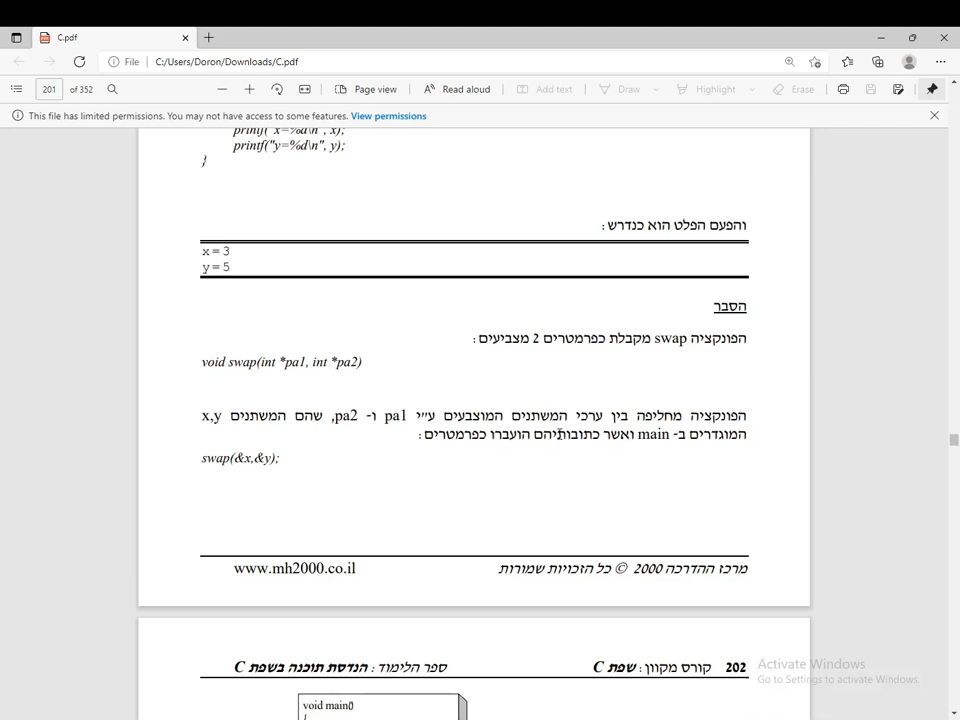 C.pdf
File C:/Users/Doron/Downloads/C.pdf
201 of 352 Page view Read aloud Add text Draw Highlight Erase
This file has limited permissions. You may not have access to some features. View permissions
printf("x=%d\n", x);
printf("y=%d\n", y);
}
והפעם הפלט הוא כנדרש :
x = 3
y = 5
הסבר
הפונקציה swap מקבלת כפרמטרים 2 מצביעים :
void swap(int *pa1, int *pa2)
הפונקציה מחליפה בין ערכי המשתנים המוצבעים ע"י pa1 ו- pa2, שהם המשתנים x,y
המוגדרים ב- main ואשר כתובותיהם הועברו כפרמטרים :
swap(&x,&y);
מרכז ההדרכה 2000 © כל הזכויות שמורות www.mh2000.co.il
202 קורס מקוון : שפת C ספר הלימוד : הנדסת תוכנה בשפת C
Activate Windows
Go to Settings to activate Windows.
void main()
{